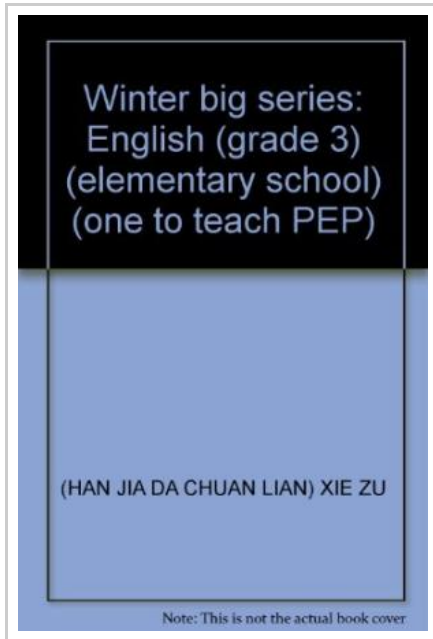 Winter big series:
English (grade 3)
(elementary school)
(one to teach PEP)
(HAN JIA DA CHUAN LIAN) XIE ZU
Note: This is not the actual book cover